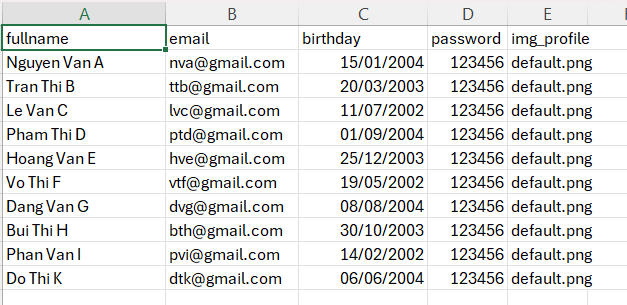 A B C D E
fullname email birthday password img_profile
Nguyen Van A nva@gmail.com 15/01/2004 123456 default.png
Tran Thi B ttb@gmail.com 20/03/2003 123456 default.png
Le Van C lvc@gmail.com 11/07/2002 123456 default.png
Pham Thi D ptd@gmail.com 01/09/2004 123456 default.png
Hoang Van E hve@gmail.com 25/12/2003 123456 default.png
Vo Thi F vtf@gmail.com 19/05/2002 123456 default.png
Dang Van G dvg@gmail.com 08/08/2004 123456 default.png
Bui Thi H bth@gmail.com 30/10/2003 123456 default.png
Phan Van I pvi@gmail.com 14/02/2002 123456 default.png
Do Thi K dtk@gmail.com 06/06/2004 123456 default.png